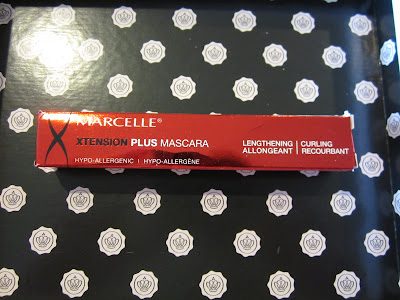 MARCELLE®
XTENSION PLUS MASCARA
HYPO-ALLERGENIC | HYPO-ALLERGÈNE
LENGTHENING | CURLING
ALLONGEANT | RECOURBANT